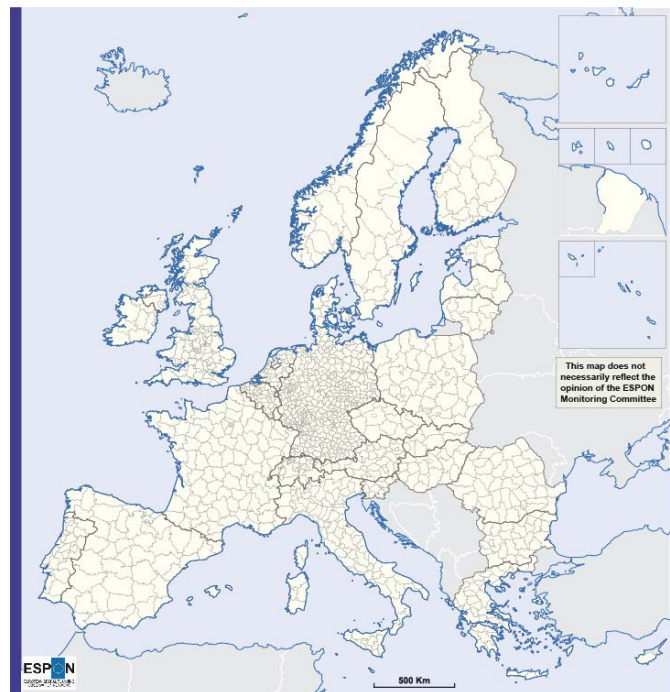 This map does not
necessarily reflect the
opinion of the ESPON
Monitoring Committee
ESPON
500 Km